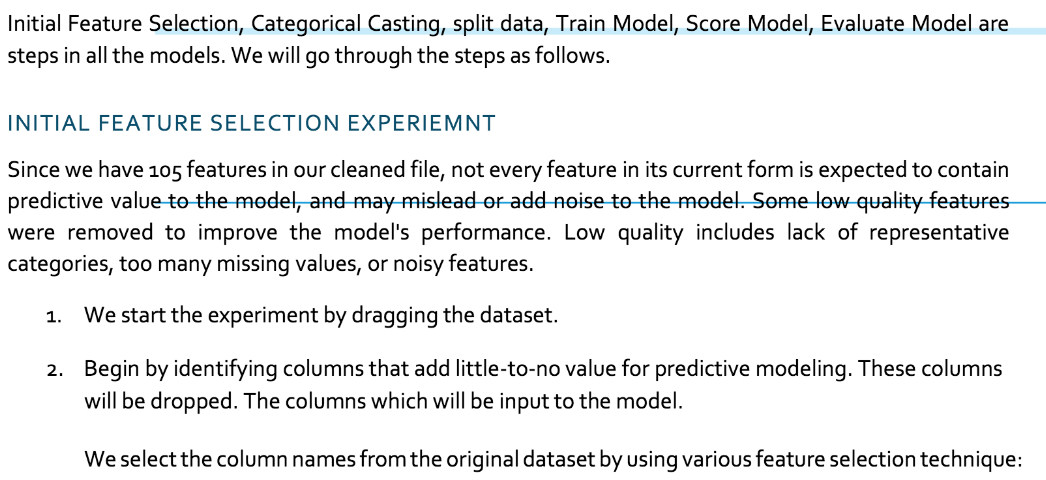 Initial Feature Selection, Categorical Casting, split data, Train Model, Score Model, Evaluate Model are
steps in all the models. We will go through the steps as follows.
INITIAL FEATURE SELECTION EXPERIEMNT
Since we have 105 features in our cleaned file, not every feature in its current form is expected to contain
predictive value to the model, and may mislead or add noise to the model. Some low quality features
were removed to improve the model's performance. Low quality includes lack of representative
categories, too many missing values, or noisy features.
1. We start the experiment by dragging the dataset.
2. Begin by identifying columns that add little-to-no value for predictive modeling. These columns
will be dropped. The columns which will be input to the model.
We select the column names from the original dataset by using various feature selection technique: